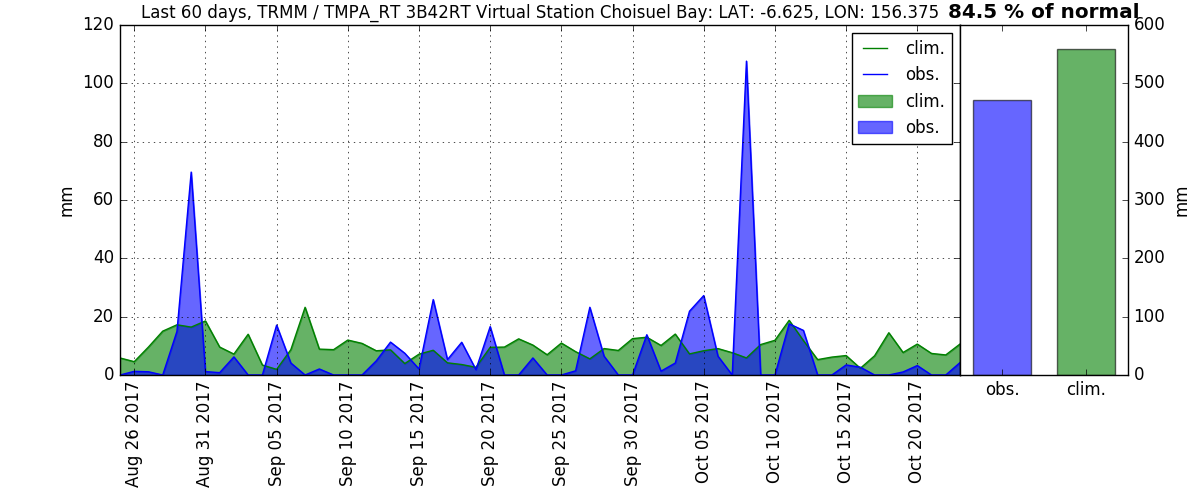 Last 60 days, TRMM / TMPA_RT 3B42RT Virtual Station Choisuel Bay: LAT: -6.625, LON: 156.375
84.5 % of normal
120
100
80
60
40
20
0
mm
clim.
obs.
clim.
obs.
Aug 26 2017
Aug 31 2017
Sep 05 2017
Sep 10 2017
Sep 15 2017
Sep 20 2017
Sep 25 2017
Sep 30 2017
Oct 05 2017
Oct 10 2017
Oct 15 2017
Oct 20 2017
600
500
400
300
200
100
0
mm
obs.
clim.